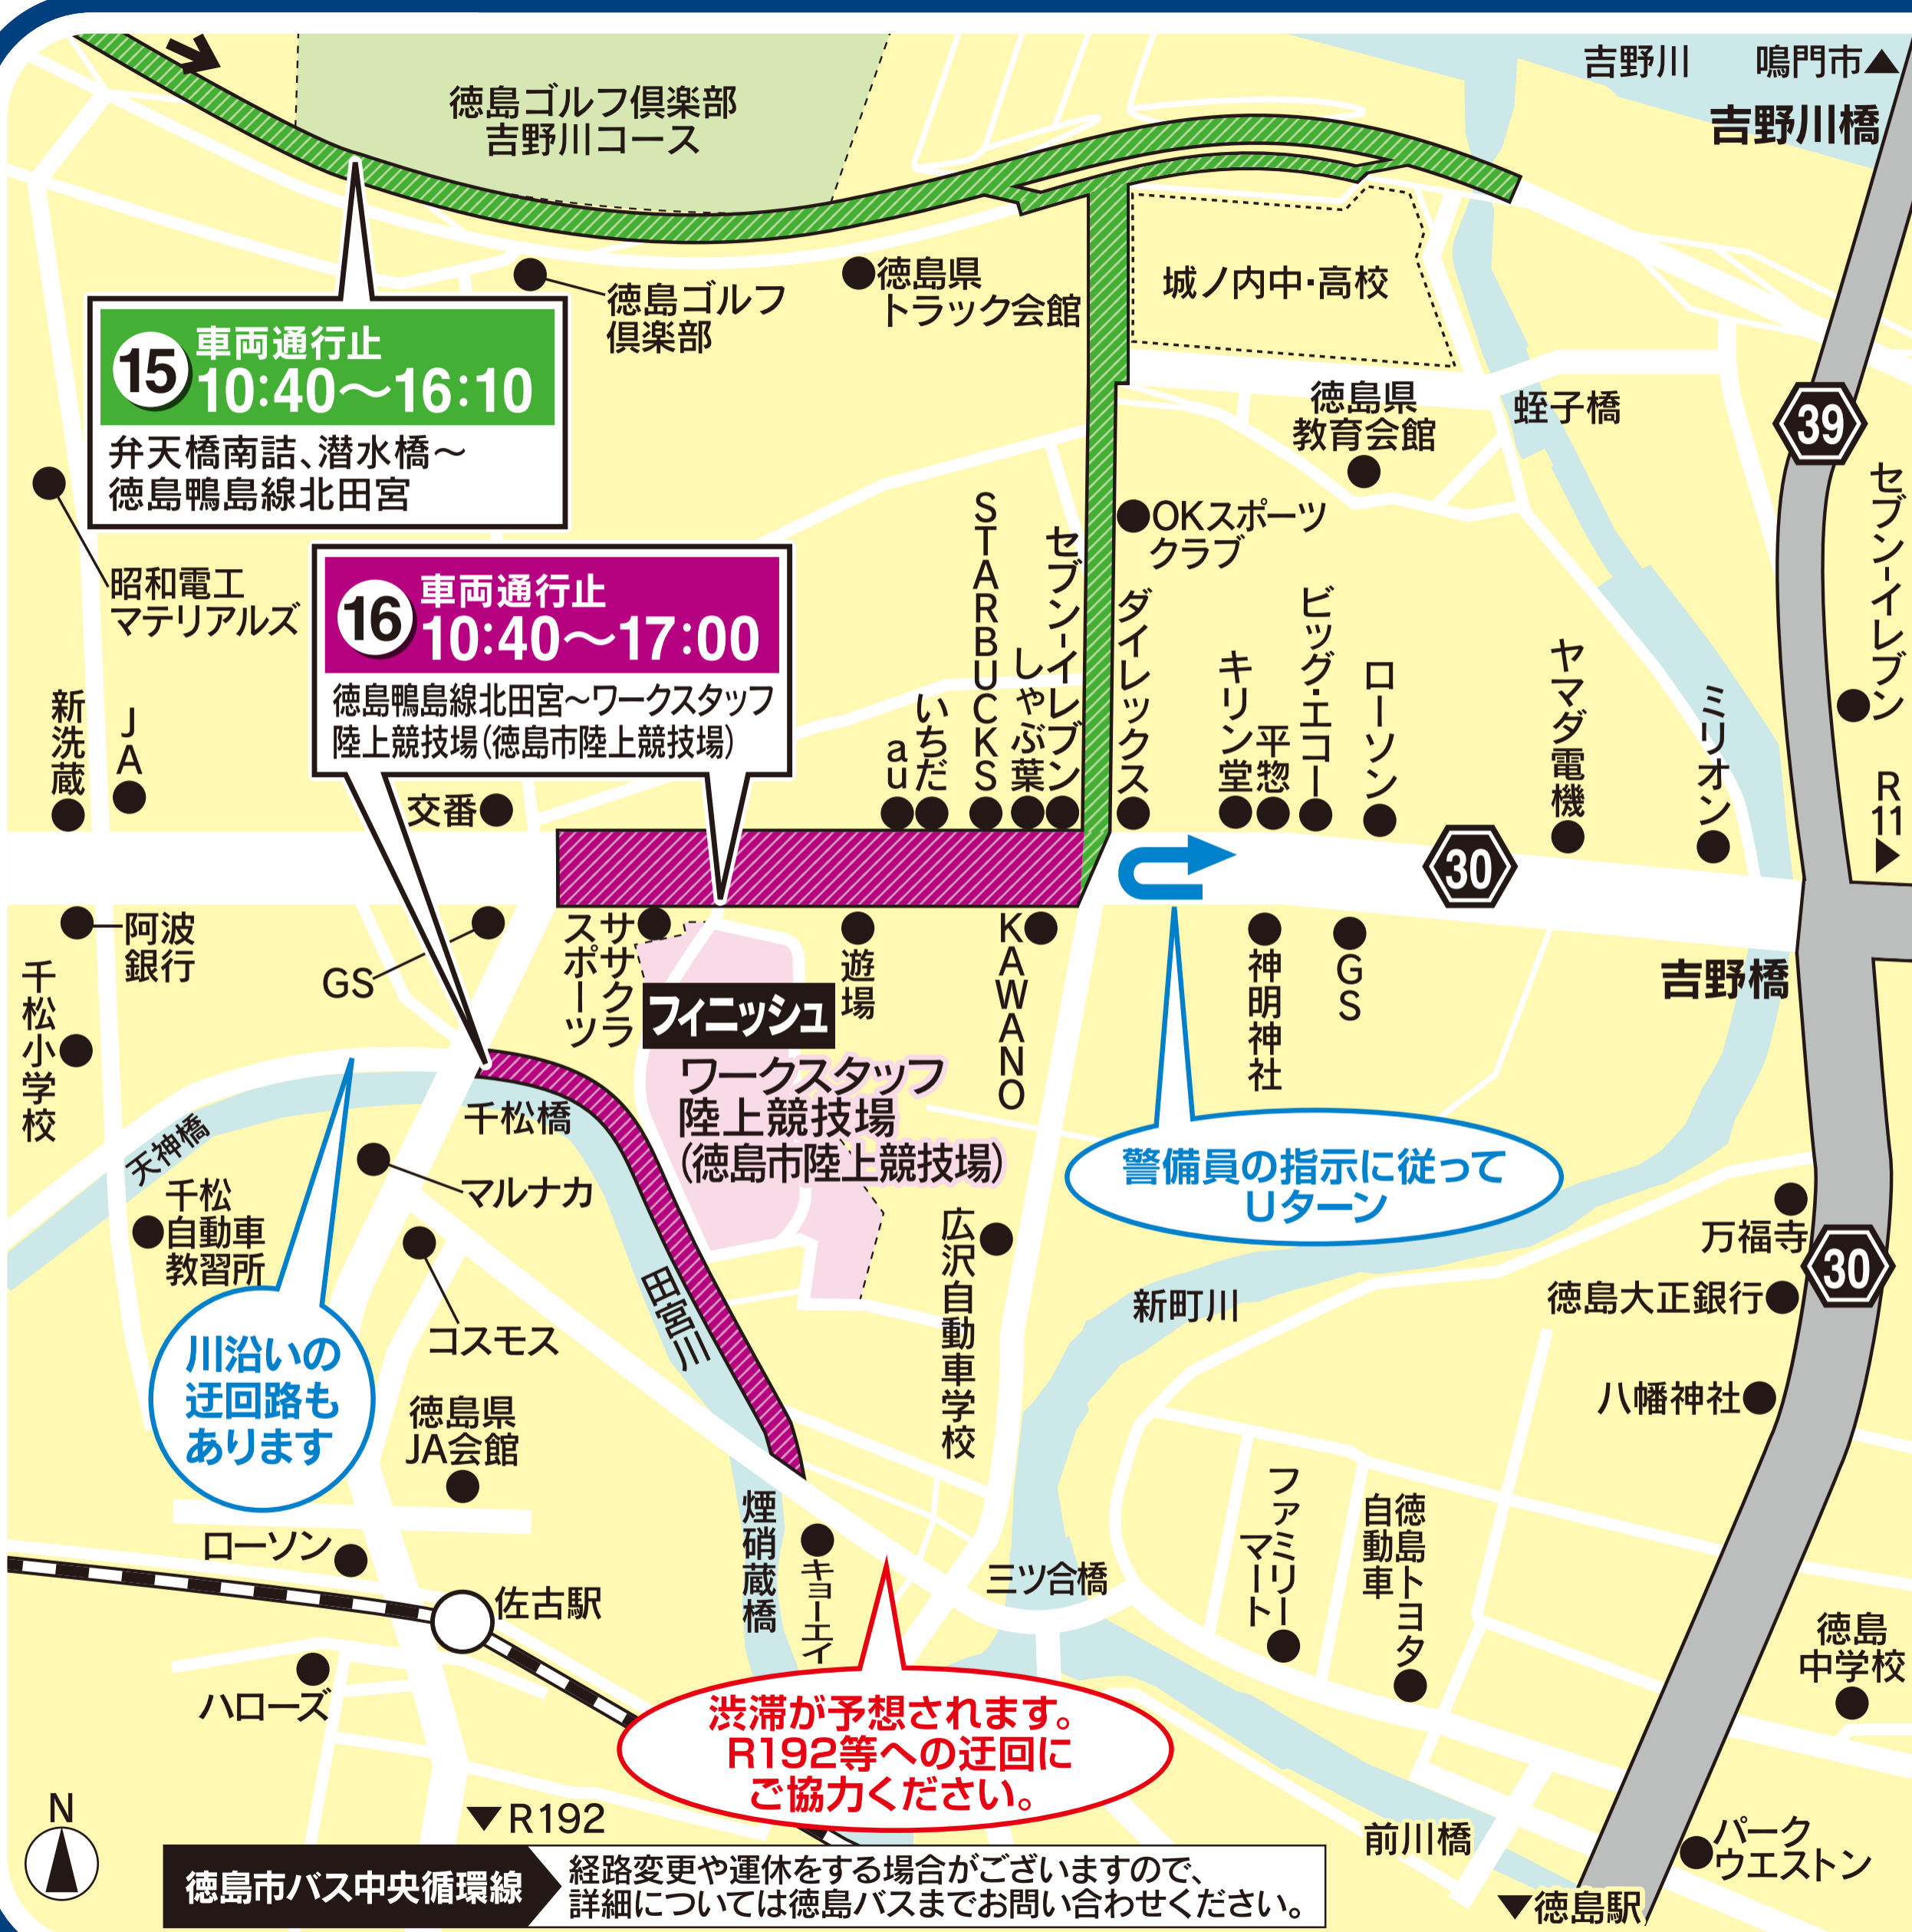 吉野川
鳴門市▲
吉野川橋
徳島ゴルフ倶楽部
吉野川コース
徳島ゴルフ
倶楽部
徳島県
トラック会館
城ノ内中・高校
15 車両通行止
10:40～16:10
弁天橋南詰、潜水橋～
徳島鴨島線北田宮
徳島県
教育会館
蛭子橋
39
セブン-イレブン
OKスポーツ
クラブ
昭和電工
マテリアルズ
16 車両通行止
10:40～17:00
徳島鴨島線北田宮～ワークスタッフ
陸上競技場(徳島市陸上競技場)
新洗蔵
JA
交番
au
いちだ
STARBUCKS
しゃぶ葉
セブン-イレブン
ダイレックス
キリン堂
平惣
ビッグ・エコー
ローソン
ヤマダ電機
ミリオン
R11▶
30
阿波
銀行
GS
千松小学校
ササクラ
スポーツ
遊場
KAWANO
神明神社
GS
吉野橋
フィニッシュ
ワークスタッフ
陸上競技場
(徳島市陸上競技場)
千松橋
天神橋
マルナカ
千松
自動車
教習所
警備員の指示に従って
Uターン
広沢自動車学校
万福寺
30
徳島大正銀行
新町川
田宮川
コスモス
川沿いの
迂回路も
あります
八幡神社
徳島県
JA会館
ローソン
煙硝蔵橋
キョーエイ
三ツ合橋
ファミリー
マート
徳島トヨタ
自動車
佐古駅
徳島
中学校
ハローズ
渋滞が予想されます。
R192等への迂回に
ご協力ください。
N
▼R192
前川橋
パーク
ウエストン
徳島市バス中央循環線
経路変更や運休をする場合がございますので、
詳細については徳島バスまでお問い合わせください。
▼徳島駅